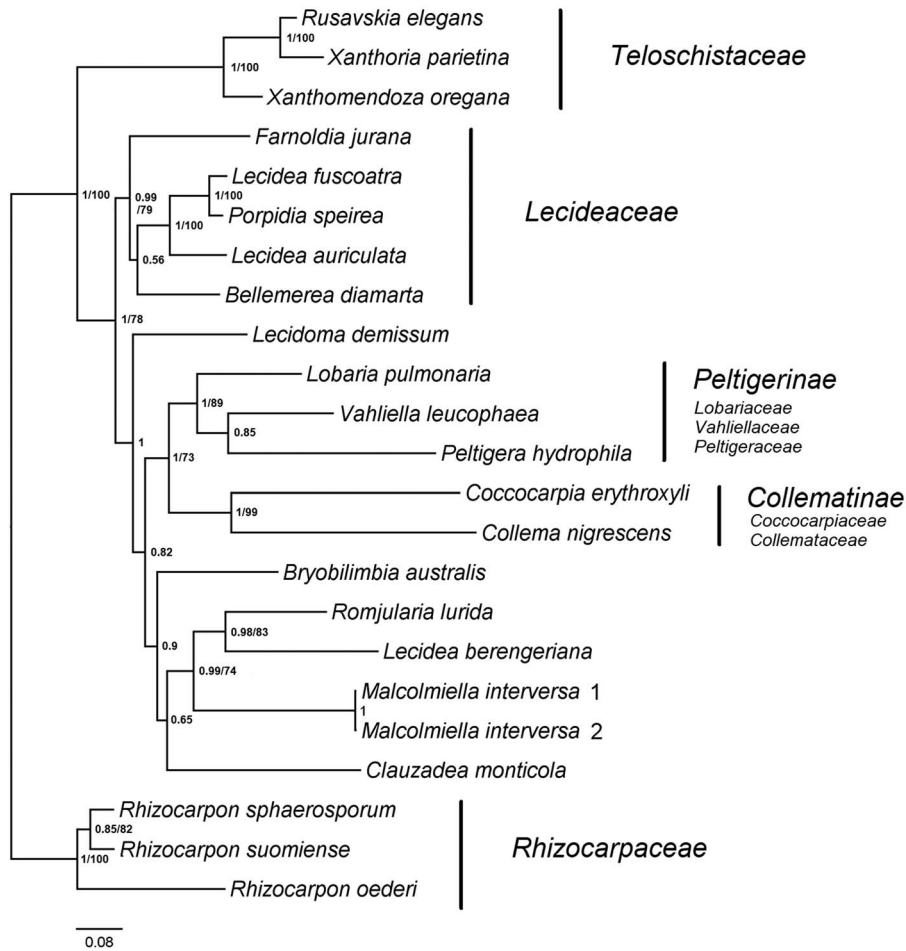 Rusavskia elegans
1/100
Xanthoria parietina
Teloschistaceae
1/100
Xanthomendoza oregana
Farnoldia jurana
Lecidea fuscoatra
1/100
0.99
/79
1/100
Porpidia speirea
Lecideaceae
1/100
Lecidea auriculata
0.56
Bellemerea diamarta
1/78
Lecidoma demissum
Lobaria pulmonaria
Peltigerinae
1/89
Lobariaceae
Vahliella leucophaea
Vahliellaceae
0.85
Peltigeraceae
1
Peltigera hydrophila
1/73
Coccocarpia erythroxyli
Collematinae
1/99
Coccocarpiaceae
Collema nigrescens
Collemataceae
0.82
Bryobilimbia australis
Romjularia lurida
0.98/83
0.9
Lecidea berengeriana
0.99/74
Malcolmiella interversa 1
1
0.65
Malcolmiella interversa 2
Clauzadea monticola
Rhizocarpon sphaerosporum
0.85/82
Rhizocarpon suomiense
Rhizocarpaceae
1/100
Rhizocarpon oederi
0.08